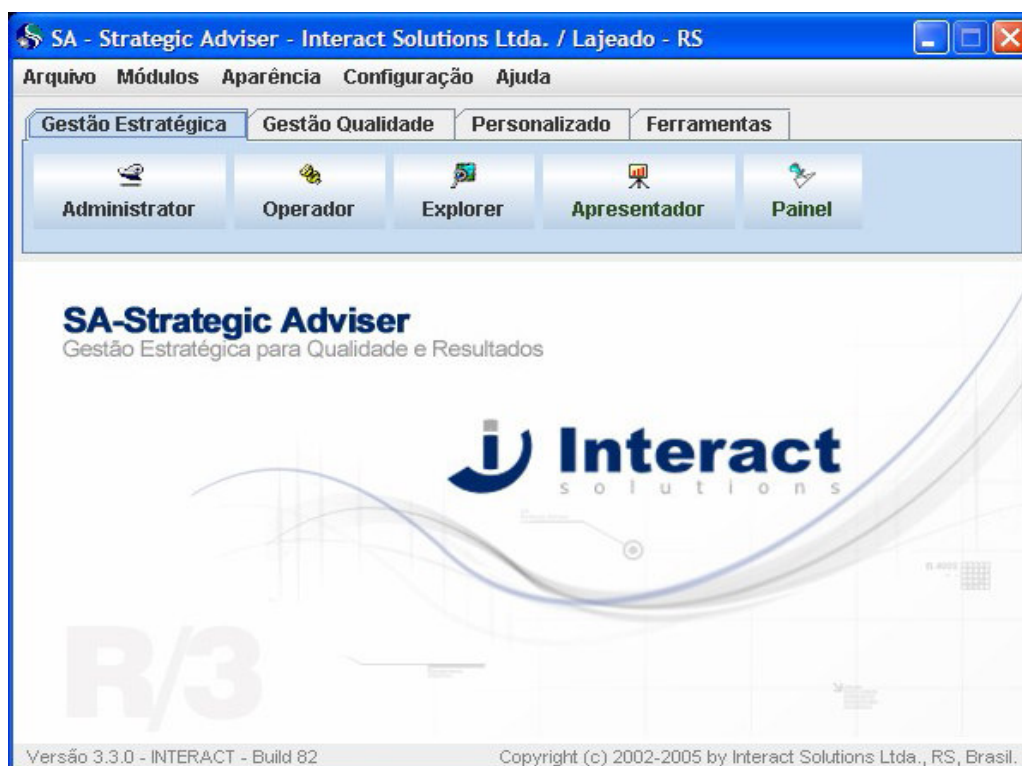 SA - Strategic Adviser - Interact Solutions Ltda. / Lajeado - RS
Arquivo Módulos Aparência Configuração Ajuda
Gestão Estratégica Gestão Qualidade Personalizado Ferramentas
Administrator Operador Explorer Apresentador Painel
SA-Strategic Adviser
Gestão Estratégica para Qualidade e Resultados
Interact
solutions
R/3
Versão 3.3.0 - INTERACT - Build 82 Copyright (c) 2002-2005 by Interact Solutions Ltda., RS, Brasil.